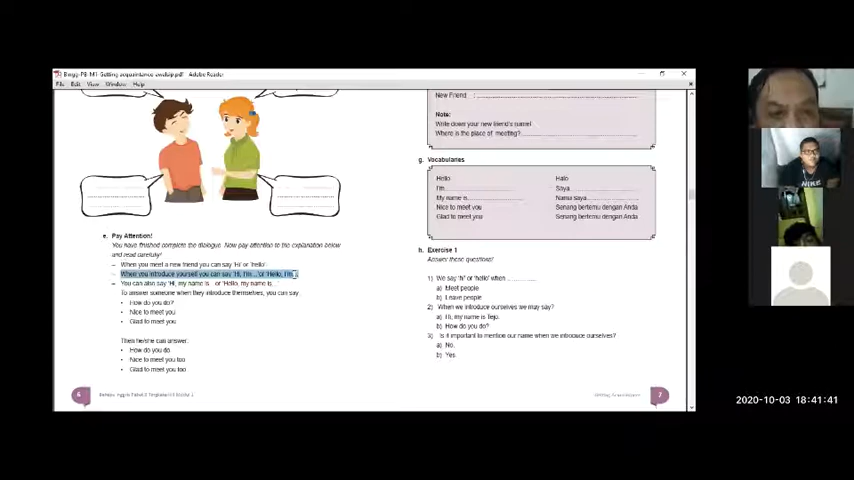 Bingg-PB-M1-Getting acquaintance-awalsip.pdf - Adobe Reader
File Edit View Window Help
e. Pay Attention!
You have finished complete the dialogue. Now pay attention to the explanation below
and read carefully!
– When you meet a new friend you can say 'Hi' or 'hello'.
– When you introduce yourself you can say 'Hi, I'm ...'or 'Hello, I'm
– You can also say 'Hi, my name is... or 'Hello, my name is...
To answer someone when they introduce themselves, you can say
• How do you do?
• Nice to meet you
• Glad to meet you
Then he/she can answer.
• How do you do
• Nice to meet you too
• Glad to meet you too
6
New Friend :
Note:
Write down your new friend's name!
Where is the place of meeting?
g. Vocabularies
Hello Halo
I'm Saya
My name is Nama saya
Nice to meet you Senang bertemu dengan Anda
Glad to meet you Senang bertemu dengan Anda
h. Exercise 1
Answer these questions!
1) We say 'hi' or 'hello' when
a) Meet people
b) Leave people
2) When we introduce ourselves we may say?
a) Hi, my name is Tejo.
b) How do you do?
3) Is it important to mention our name when we introduce ourselves?
a) No.
b) Yes.
7
NIKE
2020-10-03 18:41:41